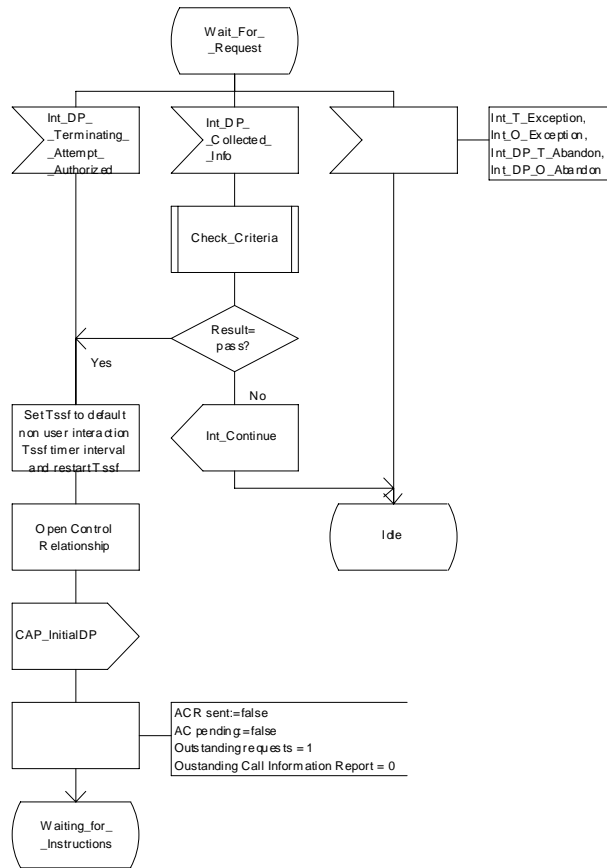 Wait_For_
_Request
Int_DP_
_Terminating_
_Attempt_
_Authorized
Int_DP_
_Collected_
_Info
Int_T_Exception,
Int_O_Exception,
Int_DP_T_Abandon,
Int_DP_O_Abandon
Check_Criteria
Result=
pass?
Yes
No
Set Tssf to default
non user interaction
Tssf timer interval
and restart Tssf
Int_Continue
Open Control
Relationship
Idle
CAP_InitialDP
ACR sent:=false
AC pending:=false
Outstanding requests = 1
Oustanding Call Information Report = 0
Waiting_for_
_Instructions